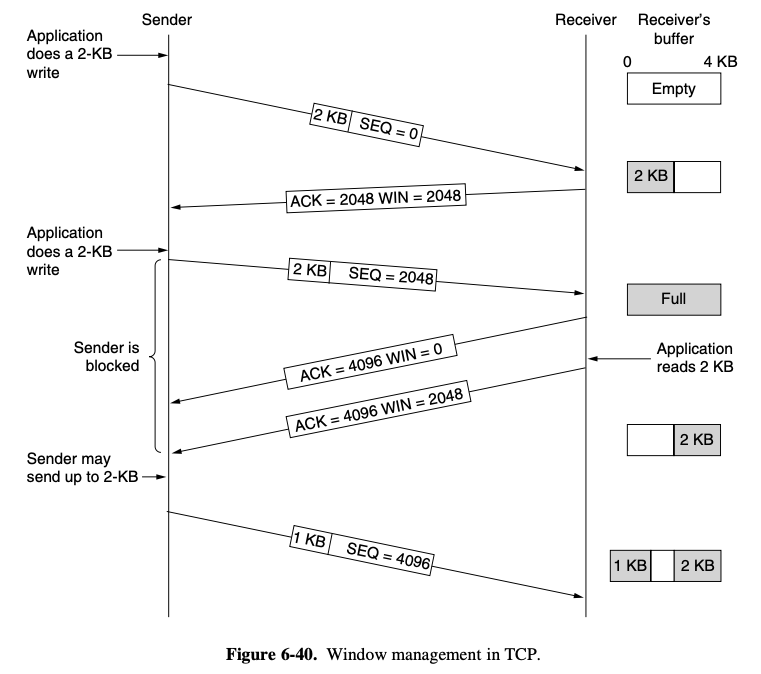 Sender
Receiver
Receiver's
buffer
Application
does a 2-KB
write
0
4 KB
Empty
2 KB SEQ = 0
2 KB
ACK = 2048 WIN = 2048
Application
does a 2-KB
write
2 KB SEQ = 2048
Full
Sender is
blocked
ACK = 4096 WIN = 0
Application
reads 2 KB
ACK = 4096 WIN = 2048
2 KB
Sender may
send up to 2-KB
1 KB SEQ = 4096
1 KB
2 KB
Figure 6-40. Window management in TCP.